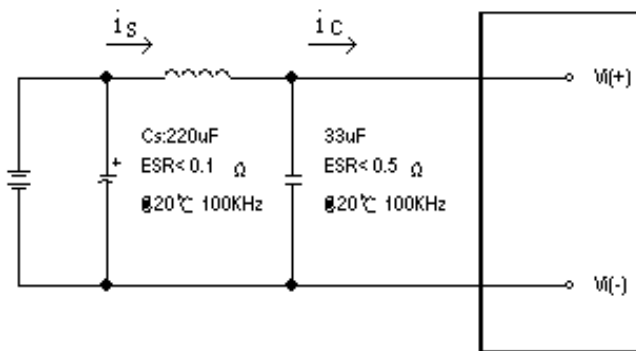 is
ic
Vi(+)
Cs:220uF
33uF
+
ESR< 0.1 Ω
ESR< 0.5 Ω
@20℃ 100KHz
@20℃ 100KHz
Vi(-)